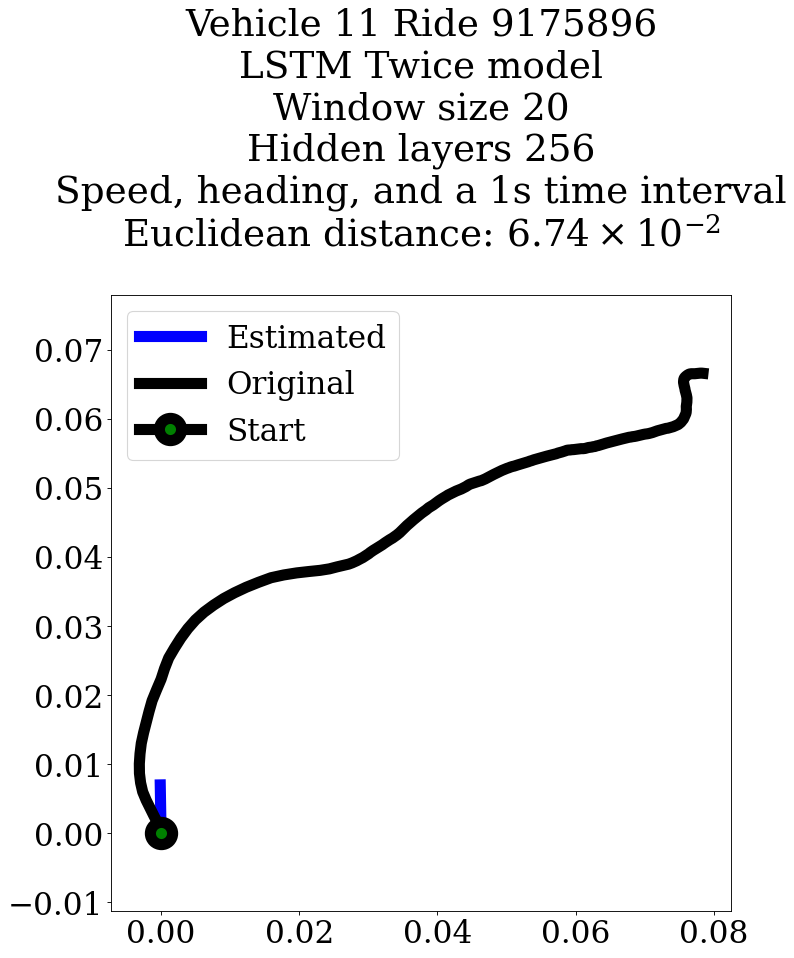 Vehicle 11 Ride 9175896
LSTM Twice model
Window size 20
Hidden layers 256
Speed, heading, and a 1s time interval
Euclidean distance: 6.74 × 10⁻²
Estimated
Original
Start
0.07
0.06
0.05
0.04
0.03
0.02
0.01
0.00
−0.01
0.00 0.02 0.04 0.06 0.08